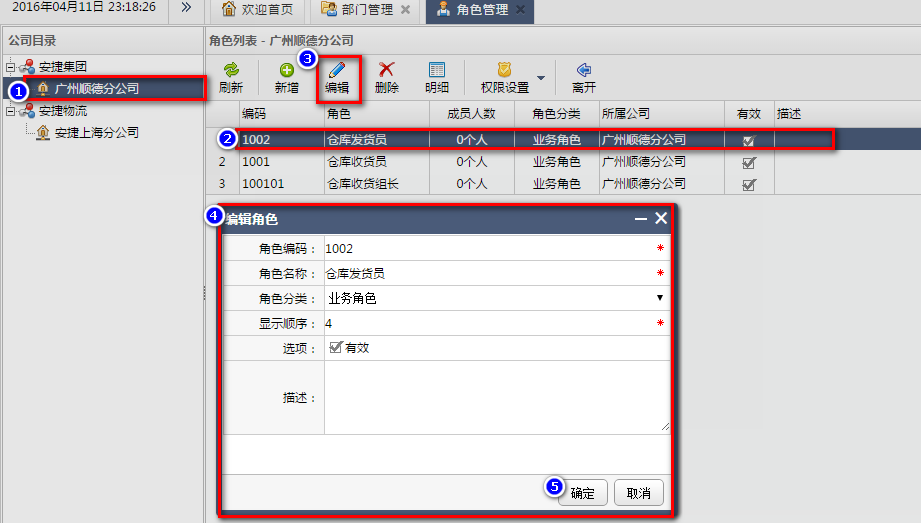 2016年04月11日 23:18:26 » 欢迎首页 部门管理 角色管理
公司目录
安捷集团
1 广州顺德分公司
安捷物流
安捷上海分公司
角色列表 - 广州顺德分公司
3
刷新 新增 编辑 删除 明细 权限设置 离开
编码 角色 成员人数 角色分类 所属公司 有效 描述
2 1002 仓库发货员 0个人 业务角色 广州顺德分公司
2 1001 仓库收货员 0个人 业务角色 广州顺德分公司
3 100101 仓库收货组长 0个人 业务角色 广州顺德分公司
4 编辑角色
角色编码： 1002 *
角色名称： 仓库发货员 *
角色分类： 业务角色
显示顺序： 4 *
选项： 有效
描述：
5 确定 取消